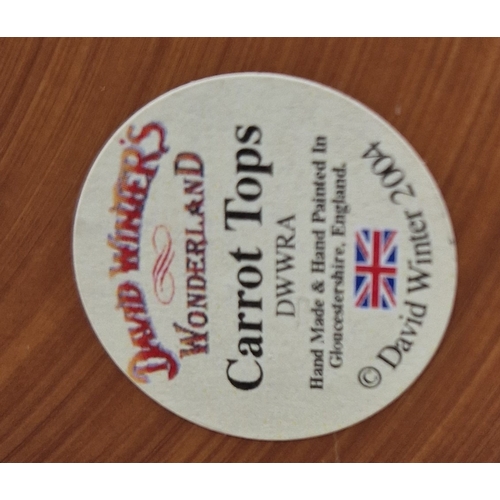 DAVID WINTER'S
WONDERLAND
Carrot Tops
DWWRA
Hand Made & Hand Painted In
Gloucestershire, England.
© David Winter 2004